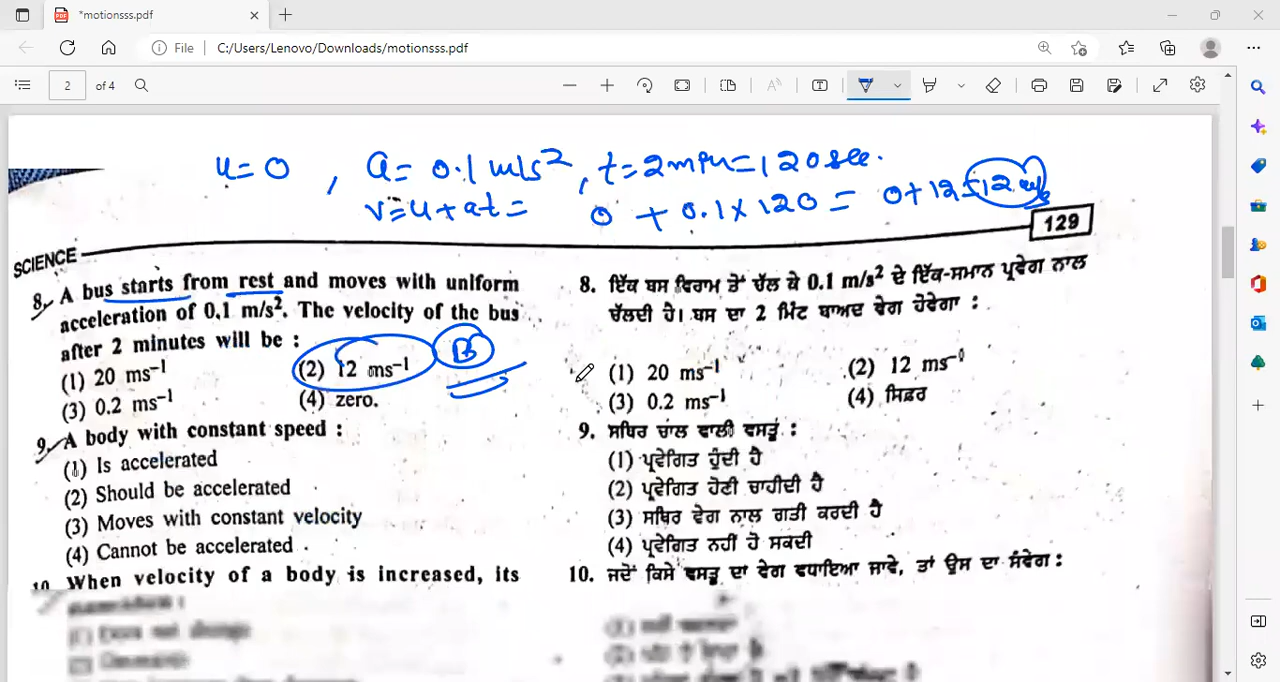 *motionsss.pdf
File
C:/Users/Lenovo/Downloads/motionsss.pdf
2 of 4
u=0 , a= 0.1 m/s2 , t=2min=120sec.
v=u+at= 0 + 0.1×120 = 0+12=12 m/s
129
SCIENCE
8. A bus starts from rest and moves with uniform
acceleration of 0.1 m/s². The velocity of the bus
after 2 minutes will be :
(1) 20 ms⁻¹ (2) 12 ms⁻¹
(3) 0.2 ms⁻¹ (4) zero.
B
9. A body with constant speed :
(1) Is accelerated
(2) Should be accelerated
(3) Moves with constant velocity
(4) Cannot be accelerated .
10. When velocity of a body is increased, its
8. ਇੱਕ ਬਸ ਵਿਰਾਮ ਤੋਂ ਚੱਲ ਕੇ 0.1 m/s² ਦੇ ਇੱਕ-ਸਮਾਨ ਪ੍ਰਵੇਗ ਨਾਲ
ਚੱਲਦੀ ਹੈ। ਬਸ ਦਾ 2 ਮਿੰਟ ਬਾਅਦ ਵੇਗ ਹੋਵੇਗਾ :
(1) 20 ms⁻¹ (2) 12 ms⁻¹
(3) 0.2 ms⁻¹ (4) ਸਿਫ਼ਰ
9. ਸਥਿਰ ਚਾਲ ਵਾਲੀ ਵਸਤੂ :
(1) ਪ੍ਰਵੇਗਿਤ ਹੁੰਦੀ ਹੈ
(2) ਪ੍ਰਵੇਗਿਤ ਹੋਣੀ ਚਾਹੀਦੀ ਹੈ
(3) ਸਥਿਰ ਵੇਗ ਨਾਲ ਗਤੀ ਕਰਦੀ ਹੈ
(4) ਪ੍ਰਵੇਗਿਤ ਨਹੀਂ ਹੋ ਸਕਦੀ
10. ਜਦੋਂ ਕਿਸੇ ਵਸਤੂ ਦਾ ਵੇਗ ਵਧਾਇਆ ਜਾਵੇ, ਤਾਂ ਉਸ ਦਾ ਸੰਵੇਗ :